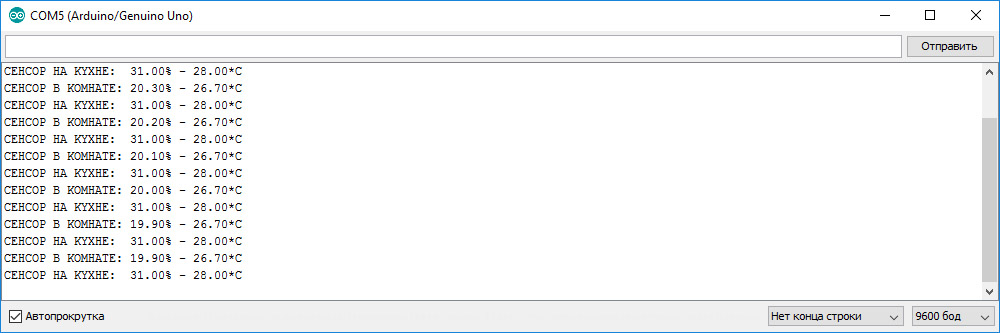 COM5 (Arduino/Genuino Uno)
Отправить
СЕНСОР НА КУХНЕ:  31.00% - 28.00*C
СЕНСОР В КОМНАТЕ: 20.30% - 26.70*C
СЕНСОР НА КУХНЕ:  31.00% - 28.00*C
СЕНСОР В КОМНАТЕ: 20.20% - 26.70*C
СЕНСОР НА КУХНЕ:  31.00% - 28.00*C
СЕНСОР В КОМНАТЕ: 20.10% - 26.70*C
СЕНСОР НА КУХНЕ:  31.00% - 28.00*C
СЕНСОР В КОМНАТЕ: 20.00% - 26.70*C
СЕНСОР НА КУХНЕ:  31.00% - 28.00*C
СЕНСОР В КОМНАТЕ: 19.90% - 26.70*C
СЕНСОР НА КУХНЕ:  31.00% - 28.00*C
СЕНСОР В КОМНАТЕ: 19.90% - 26.70*C
СЕНСОР НА КУХНЕ:  31.00% - 28.00*C
Автопрокрутка Нет конца строки 9600 бод